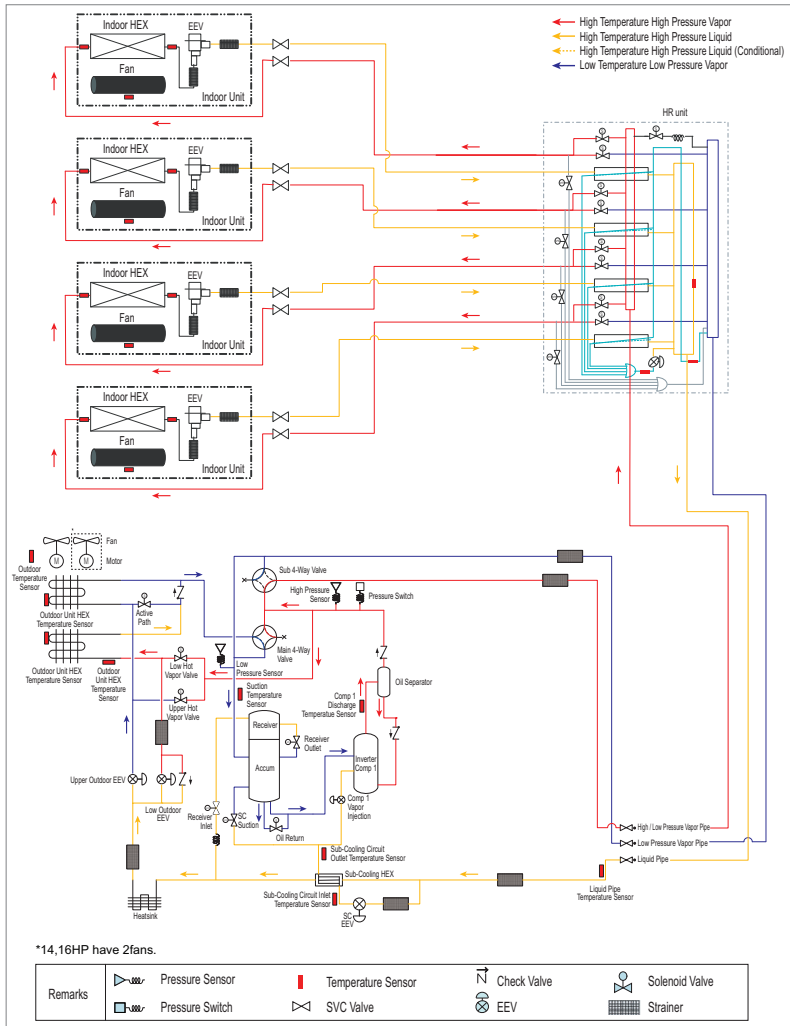 High Temperature High Pressure Vapor
High Temperature High Pressure Liquid
High Temperature High Pressure Liquid (Conditional)
Low Temperature Low Pressure Vapor
Indoor HEX
EEV
Fan
Indoor Unit
HR unit
Indoor HEX
EEV
Fan
Indoor Unit
Indoor HEX
EEV
Fan
Indoor Unit
Indoor HEX
EEV
Fan
Indoor Unit
*
Fan
M
M
Motor
Outdoor
Temperature
Sensor
Outdoor Unit HEX
Temperature Sensor
Active
Path
Outdoor Unit HEX
Temperature Sensor
Outdoor
Unit HEX
Temperature
Sensor
Low Hot
Vapor Valve
Upper Hot
Vapor Valve
Sub 4-Way Valve
High Pressure
Sensor
Pressure Switch
Main 4-Way
Valve
Low
Pressure Sensor
Suction
Temperature
Sensor
Comp 1
Discharge
Temperatue Sensor
Oil Separator
Receiver
Receiver
Outlet
Accum
Inverter
Comp 1
Upper Outdoor EEV
Low Outdoor
EEV
Receiver
Inlet
SC
Suction
Oil Return
Comp 1
Vapor
Injection
High / Low Pressure Vapor Pipe
Low Pressure Vapor Pipe
Liquid Pipe
Sub-Cooling Circuit
Outlet Temperature Sensor
Sub-Cooling HEX
Sub-Cooling Circuit Inlet
Temperature Sensor
SC
EEV
Liquid Pipe
Temperature Sensor
Heatsink
*14,16HP have 2fans.
Remarks
Pressure Sensor
Temperature Sensor
Check Valve
Solenoid Valve
Pressure Switch
SVC Valve
EEV
Strainer